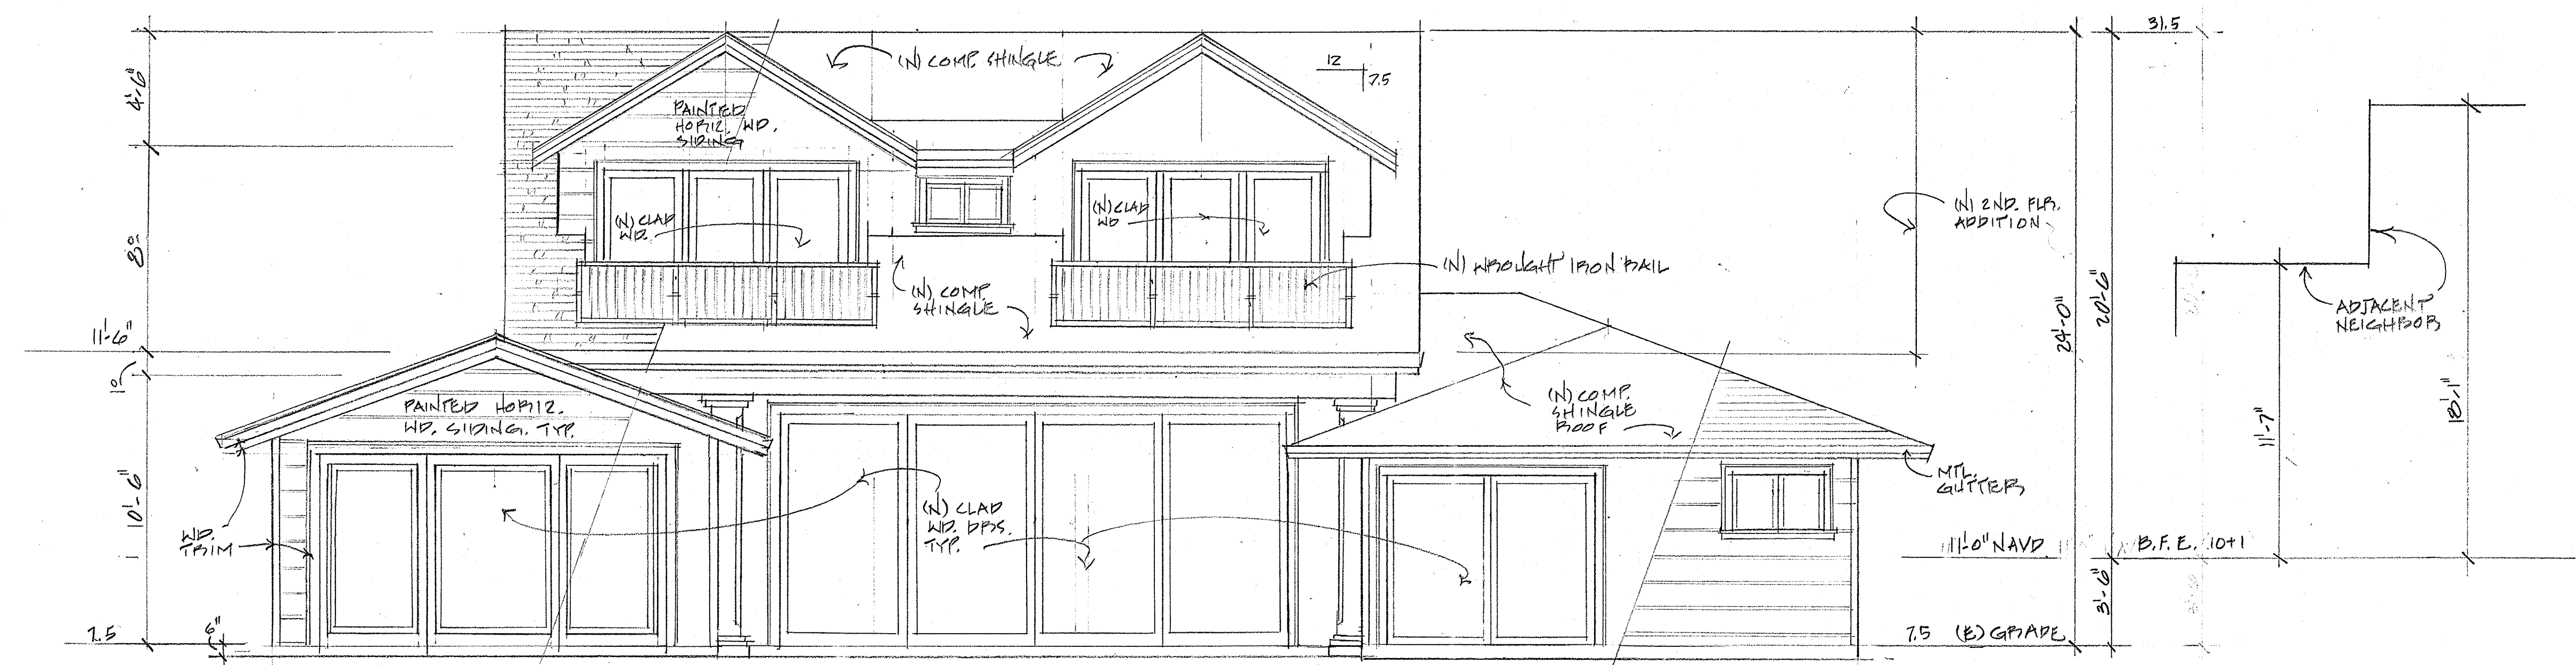 31.5
4'-6"
(N) COMP. SHINGLE
12
7.5
PAINTED
HORIZ. WD.
SIDING
(N) CLAD
WD.
(N) CLAD
WD
(N) 2ND. FLR.
ADDITION
8'0"
(N) WROUGHT IRON RAIL
(N) COMP.
SHINGLE
24'-0"
20'-6"
ADJACENT
NEIGHBOR
11'-6"
1'0"
18'-1"
11'-7"
(N) COMP.
SHINGLE
ROOF
PAINTED HORIZ.
WD. SIDING. TYP.
10'-6"
MTL.
GUTTERS
(N) CLAD
WD. DRS.
TYP.
WD.
TRIM
11'-0" NAVD.
B.F.E. 10+1
3'-6"
7.5
6"
7.5 (E) GRADE